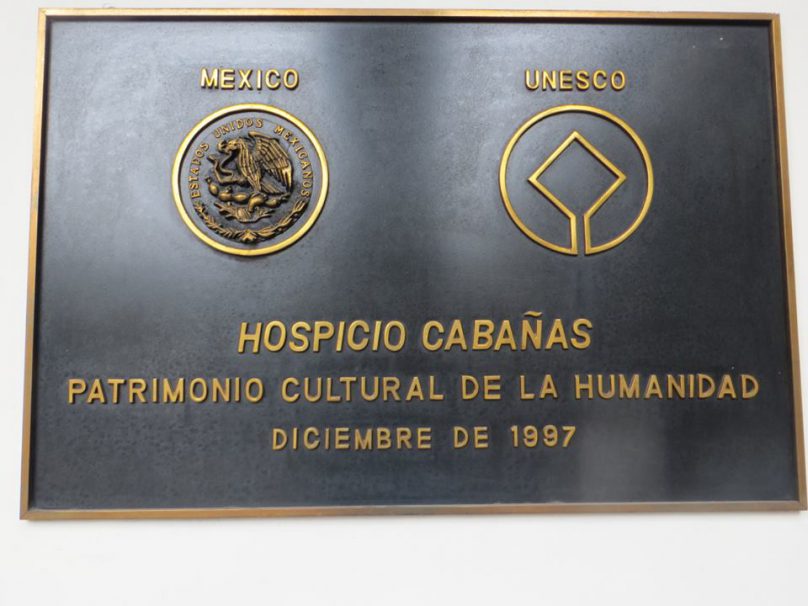 MEXICO
UNESCO
ESTADOS UNIDOS MEXICANOS
HOSPICIO CABAÑAS
PATRIMONIO CULTURAL DE LA HUMANIDAD
DICIEMBRE DE 1997